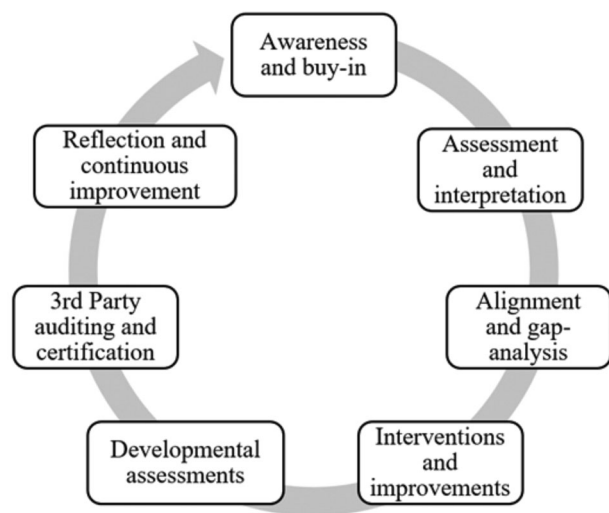 Awareness
and buy-in
Assessment
and
interpretation
Alignment
and gap-
analysis
Interventions
and
improvements
Developmental
assessments
3rd Party
auditing and
certification
Reflection and
continuous
improvement